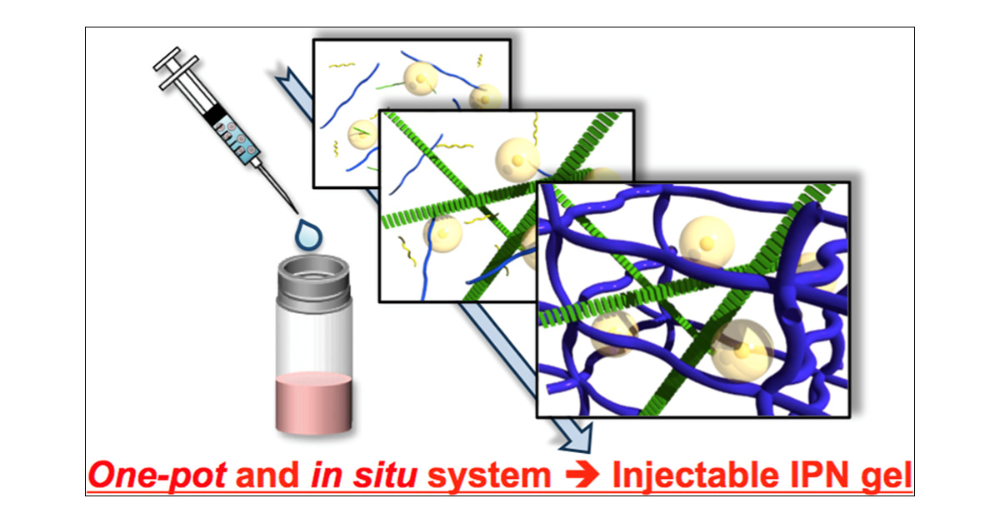 One-pot and in situ system ➔ Injectable IPN gel